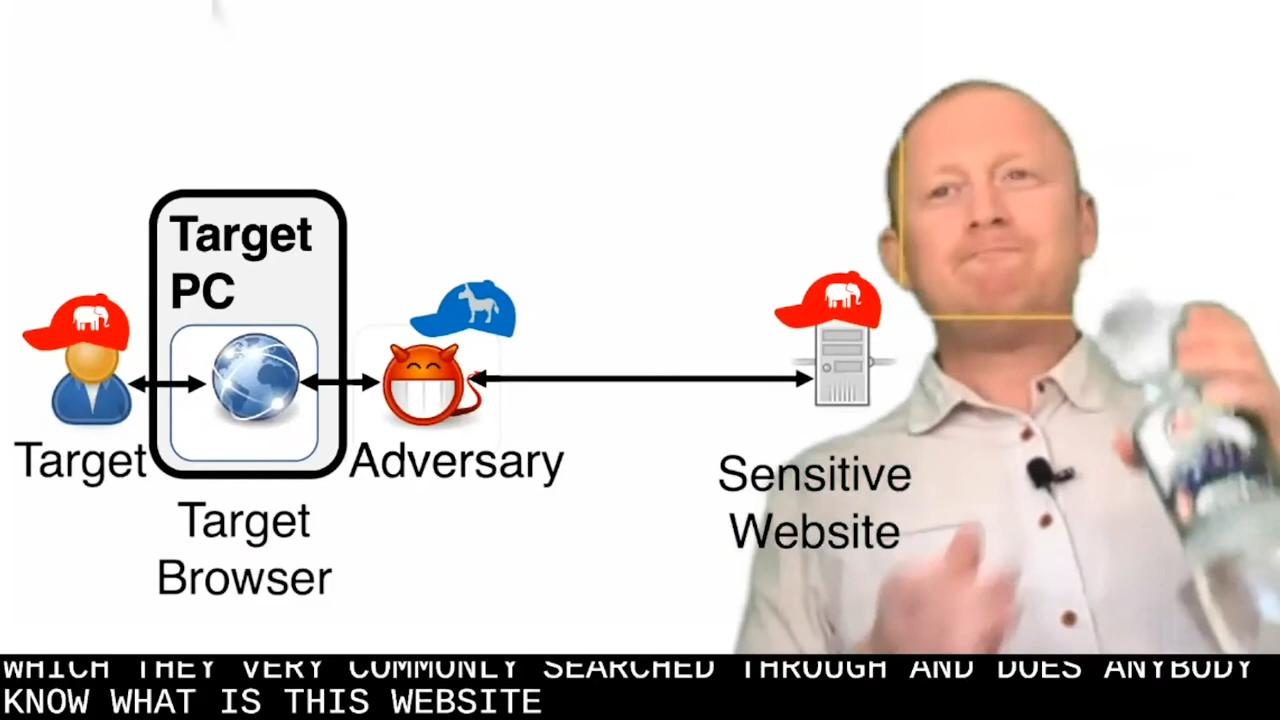 Target
PC
Target
Adversary
Target
Browser
Sensitive
Website
WHICH THEY VERY COMMONLY SEARCHED THROUGH AND DOES ANYBODY
KNOW WHAT IS THIS WEBSITE